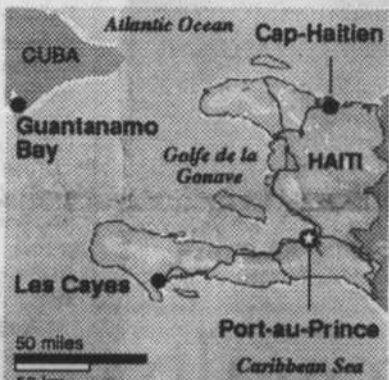 Atlantic Ocean
Cap-Haitien
CUBA
Guantanamo
Bay
Golfe de la
Gonave
HAITI
Les Cayes
Port-au-Prince
50 miles
Caribbean Sea